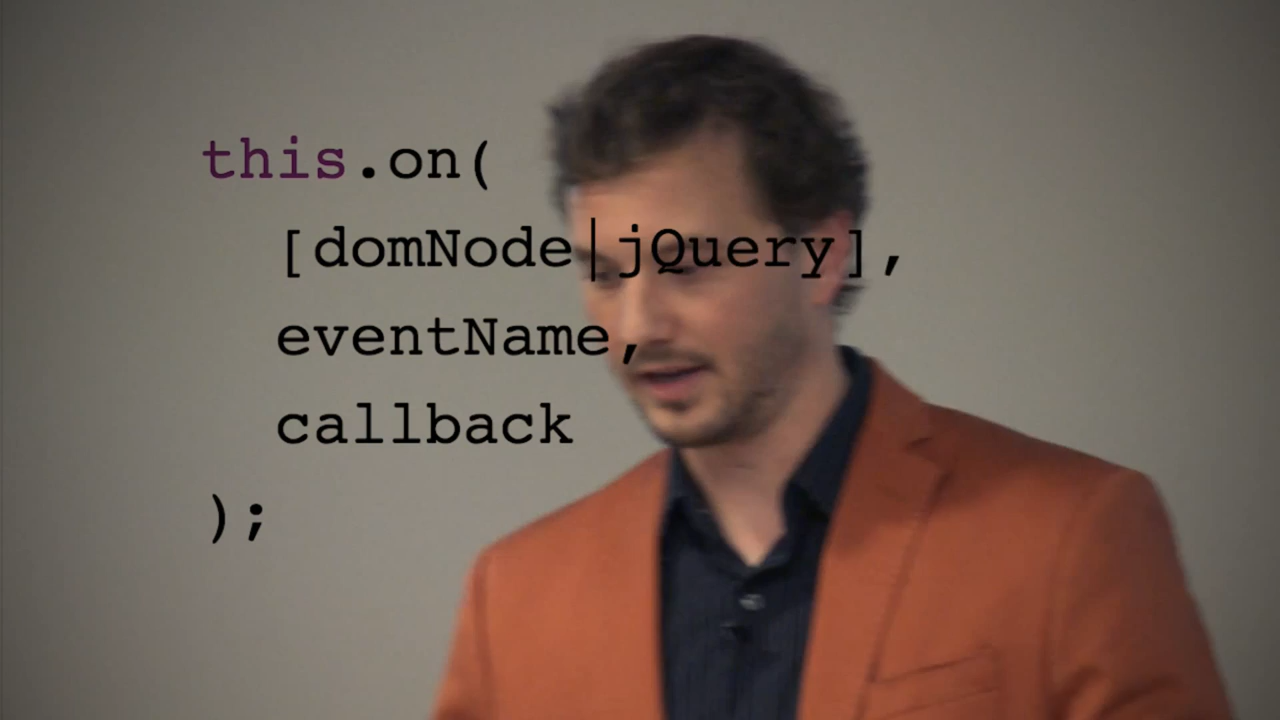 this.on(
[domNode|jQuery],
eventName,
callback
);